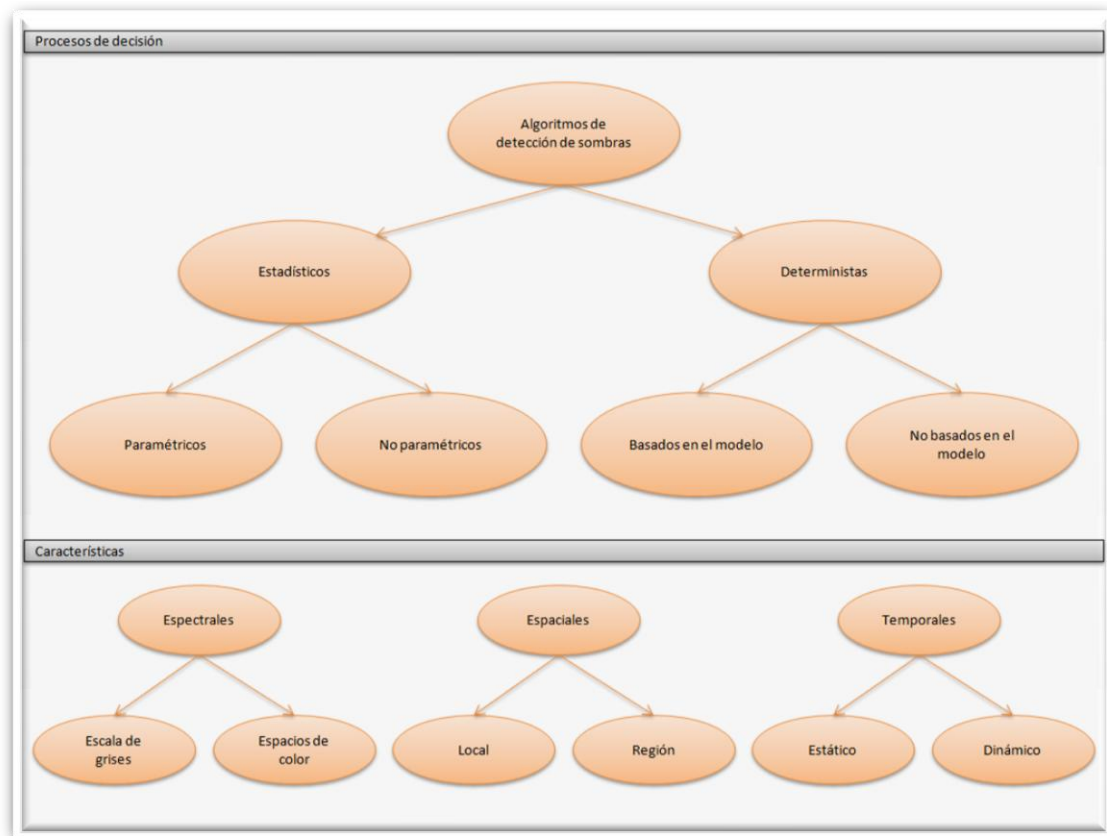 Procesos de decisión
Algoritmos de
detección de sombras
Estadísticos
Deterministas
Paramétricos
No paramétricos
Basados en el modelo
No basados en el
modelo
Características
Espectrales
Espaciales
Temporales
Escala de
grises
Espacios de
color
Local
Región
Estático
Dinámico